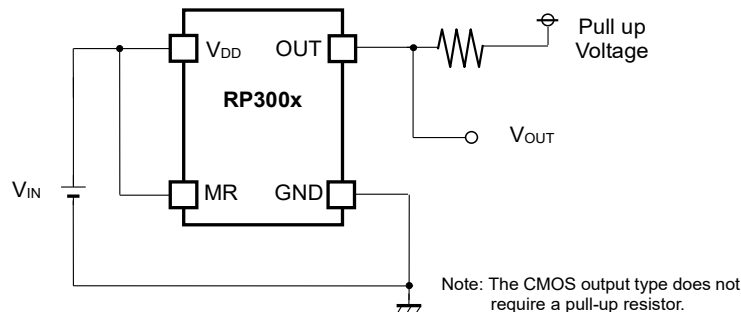 Pull up
Voltage
VDD
OUT
RP300x
VOUT
VIN
MR
GND
Note: The CMOS output type does not
require a pull-up resistor.